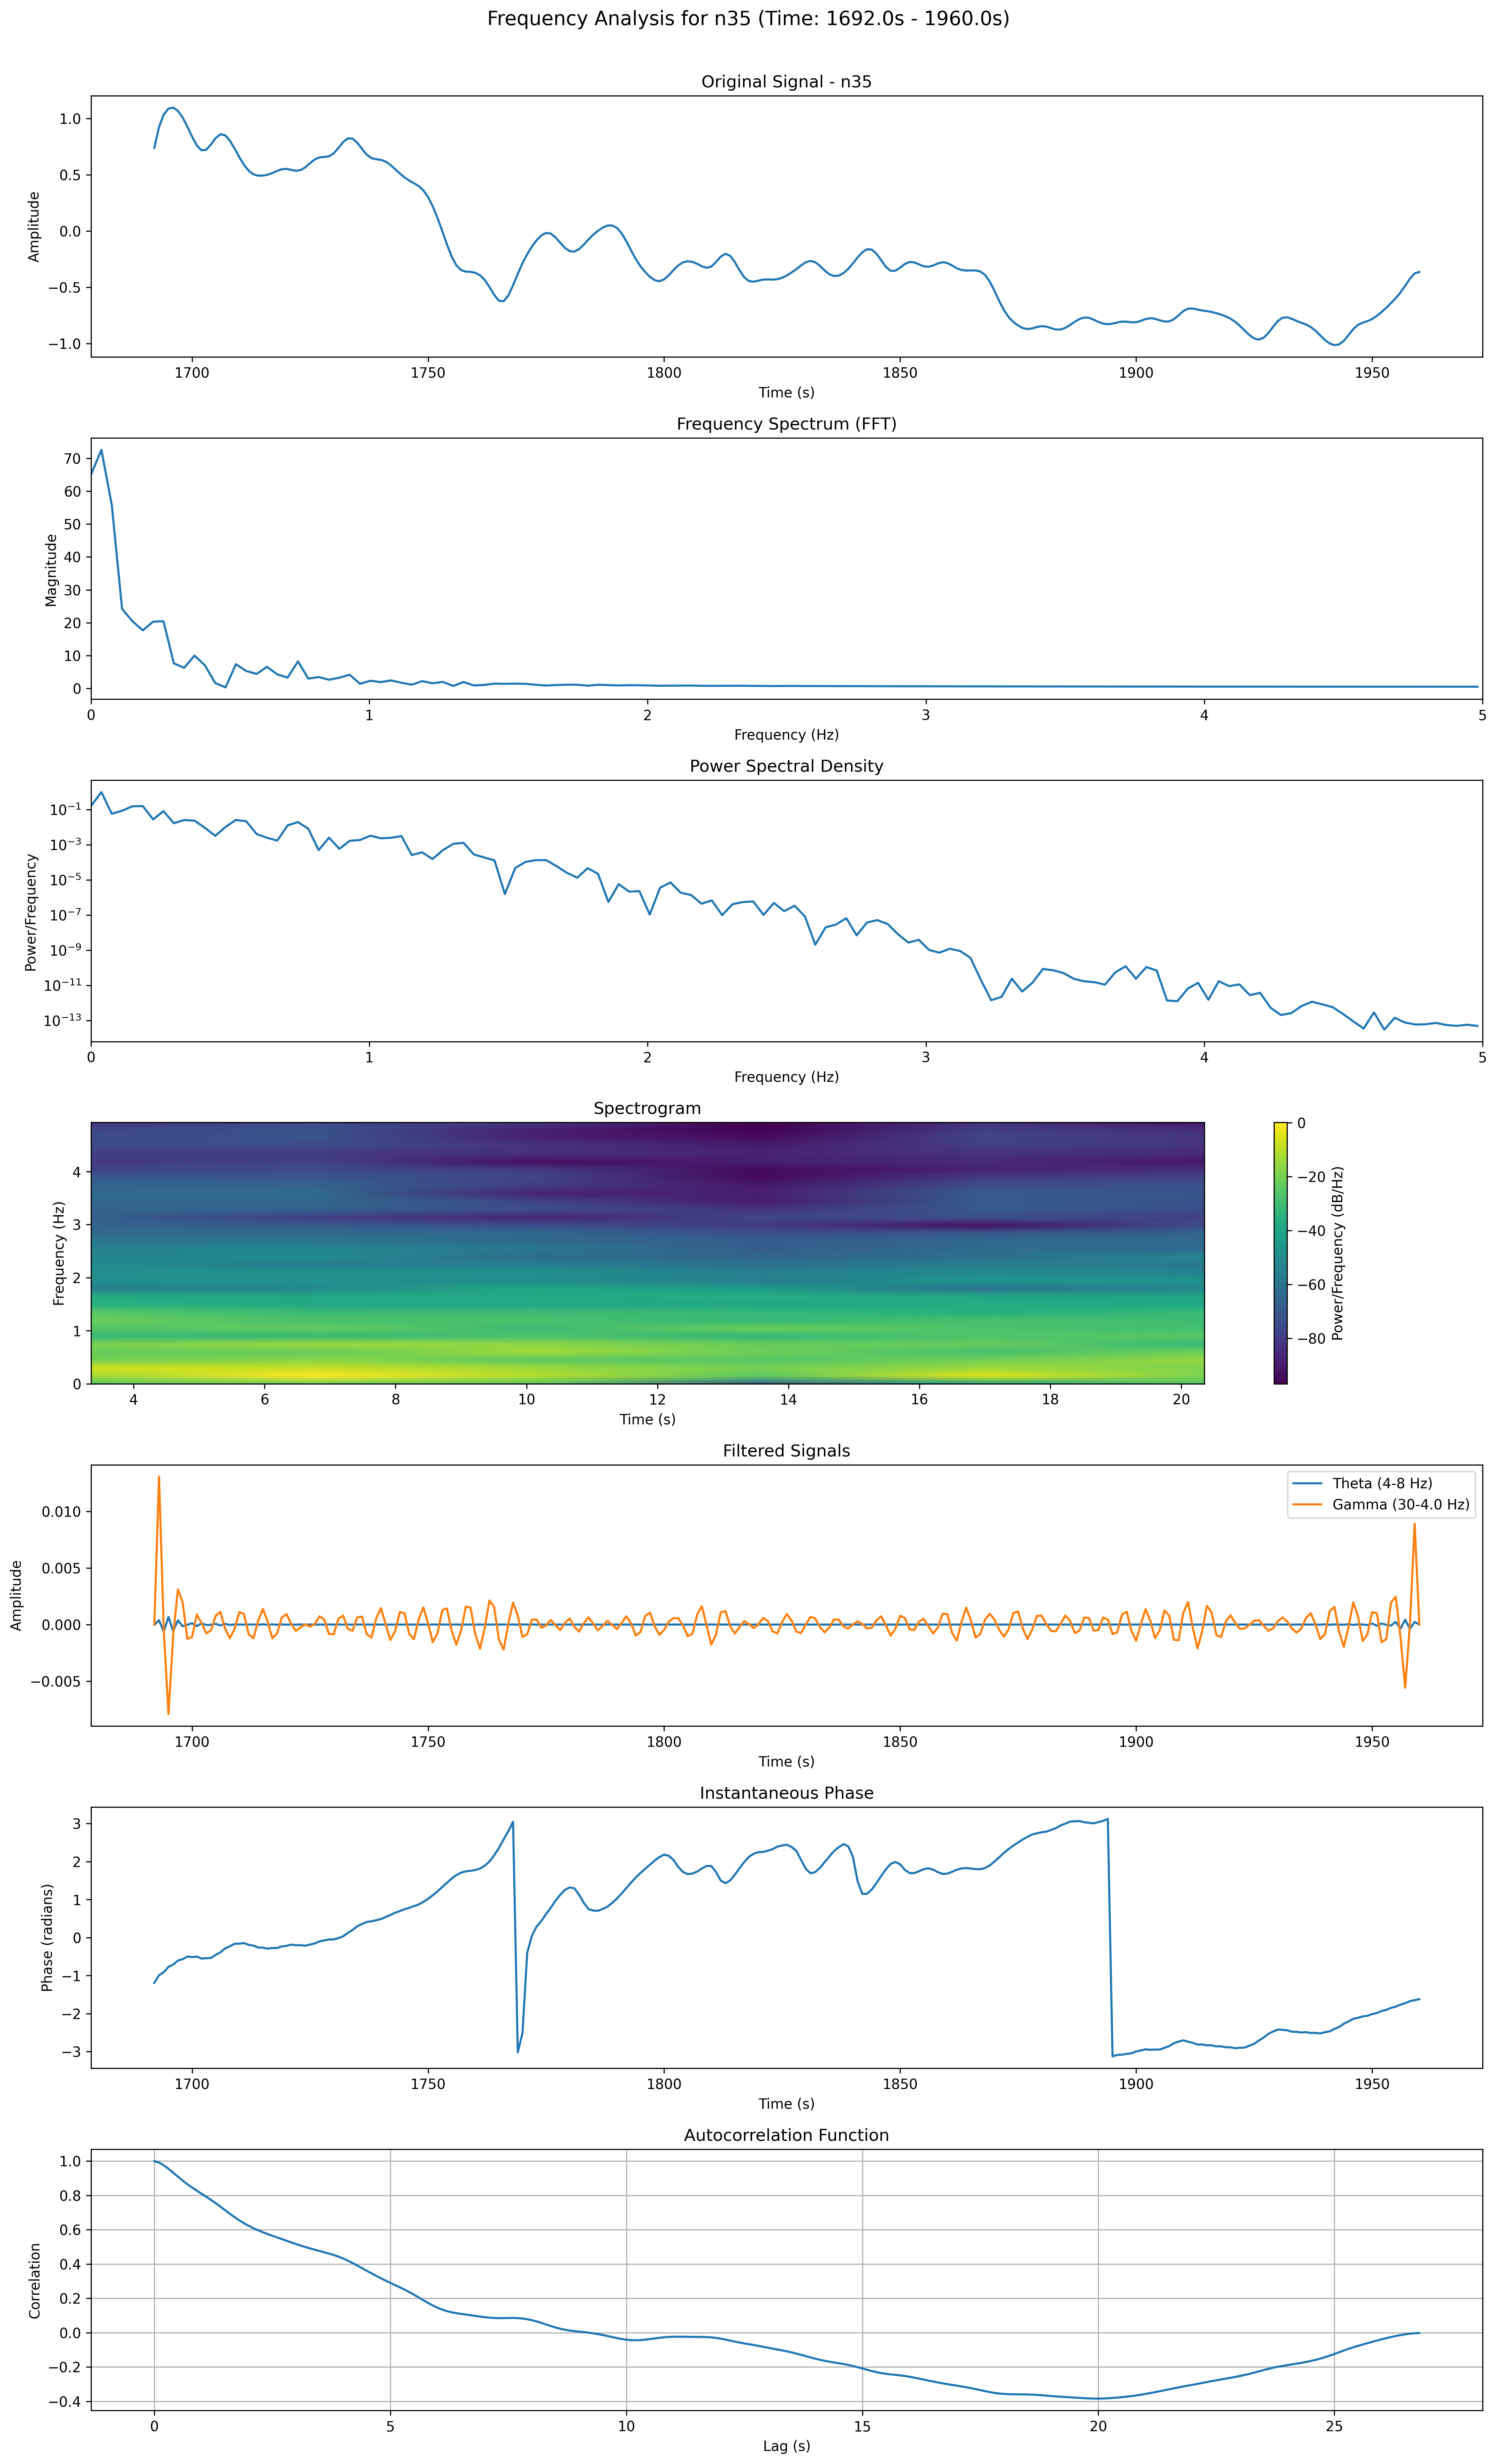 Frequency Analysis for n35 (Time: 1692.0s - 1960.0s)
Original Signal - n35
Amplitude
1.0
0.5
0.0
−0.5
−1.0
1700 1750 1800 1850 1900 1950
Time (s)
Frequency Spectrum (FFT)
Magnitude
70
60
50
40
30
20
10
0
0 1 2 3 4 5
Frequency (Hz)
Power Spectral Density
Power/Frequency
10⁻¹
10⁻³
10⁻⁵
10⁻⁷
10⁻⁹
10⁻¹¹
10⁻¹³
0 1 2 3 4 5
Frequency (Hz)
Spectrogram
Frequency (Hz)
4
3
2
1
0
4 6 8 10 12 14 16 18 20
Time (s)
0
−20
−40
−60
−80
Power/Frequency (dB/Hz)
Filtered Signals
Amplitude
0.010
0.005
0.000
−0.005
Theta (4-8 Hz)
Gamma (30-4.0 Hz)
1700 1750 1800 1850 1900 1950
Time (s)
Instantaneous Phase
Phase (radians)
3
2
1
0
−1
−2
−3
1700 1750 1800 1850 1900 1950
Time (s)
Autocorrelation Function
Correlation
1.0
0.8
0.6
0.4
0.2
0.0
−0.2
−0.4
0 5 10 15 20 25
Lag (s)